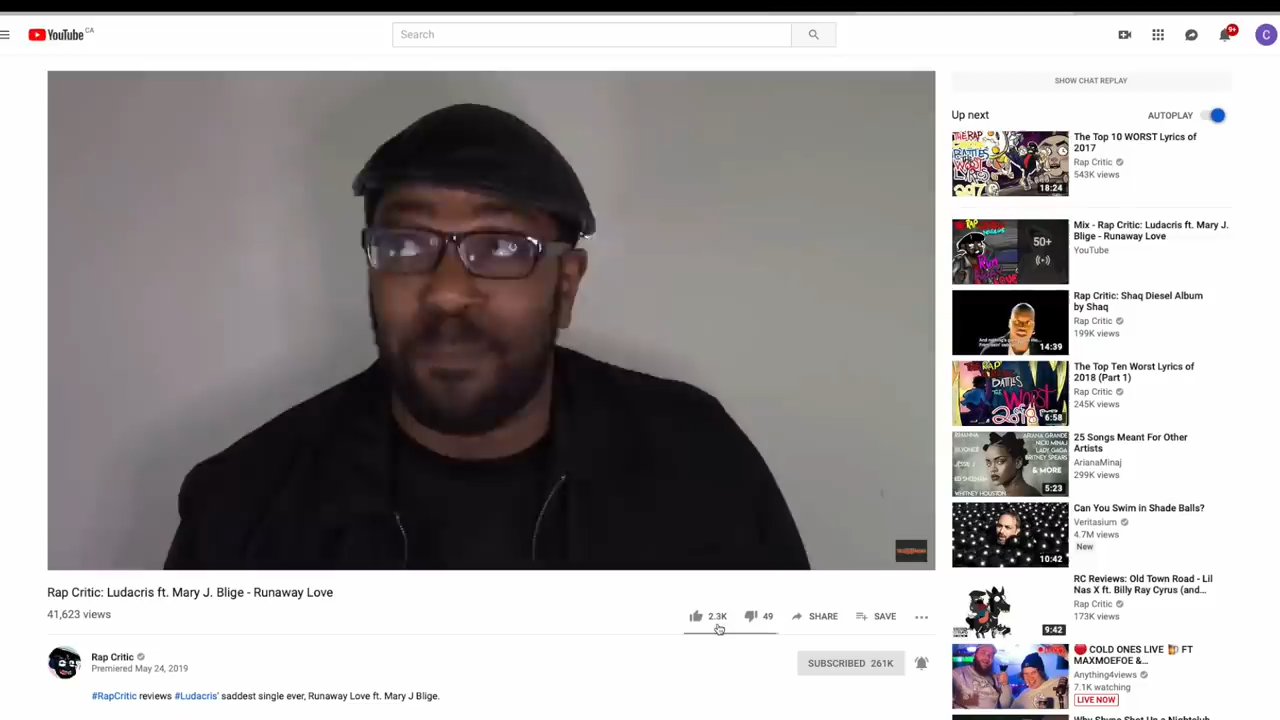 YouTube CA
Search
9+
C
SHOW CHAT REPLAY
Up next
AUTOPLAY
The Top 10 WORST Lyrics of
2017
Rap Critic
543K views
18:24
Mix - Rap Critic: Ludacris ft. Mary J.
Blige - Runaway Love
YouTube
50+
Rap Critic: Shaq Diesel Album
by Shaq
Rap Critic
199K views
14:39
The Top Ten Worst Lyrics of
2018 (Part 1)
Rap Critic
245K views
6:58
25 Songs Meant For Other
Artists
ArianaMinaj
299K views
& MORE
WHITNEY HOUSTON
5:23
Can You Swim in Shade Balls?
Veritasium
4.7M views
New
10:42
RC Reviews: Old Town Road - Lil
Nas X ft. Billy Ray Cyrus (and...
Rap Critic
173K views
9:42
COLD ONES LIVE FT
MAXMOEFOE &...
Anything4views
7.1K watching
LIVE NOW
Rap Critic: Ludacris ft. Mary J. Blige - Runaway Love
41,623 views
2.3K
49
SHARE
SAVE
Rap Critic
Premiered May 24, 2019
SUBSCRIBED 261K
#RapCritic reviews #Ludacris' saddest single ever, Runaway Love ft. Mary J Blige.